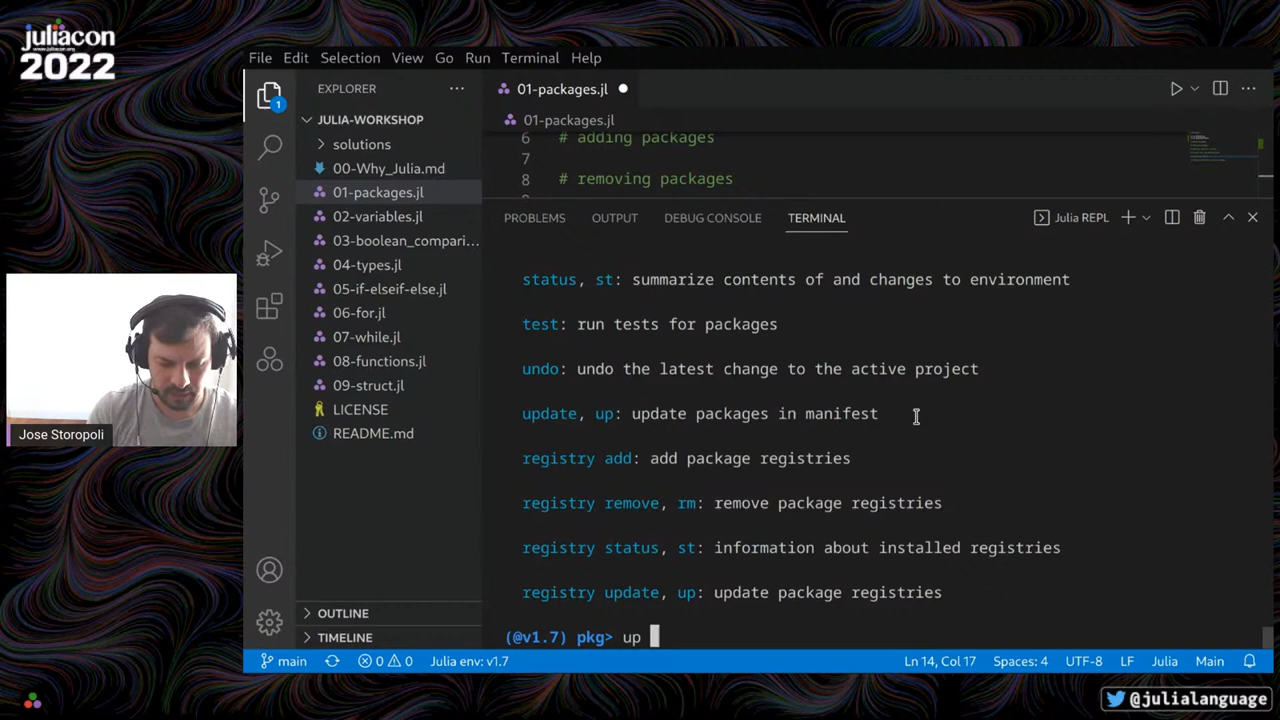 juliacon
www.juliacon.org
2022
File Edit Selection View Go Run Terminal Help
1
EXPLORER ...
JULIA-WORKSHOP
solutions
00-Why_Julia.md
01-packages.jl
02-variables.jl
03-boolean_compari...
04-types.jl
05-if-elseif-else.jl
06-for.jl
07-while.jl
08-functions.jl
09-struct.jl
LICENSE
README.md
OUTLINE
TIMELINE
01-packages.jl
01-packages.jl
6 # adding packages
7
8 # removing packages
PROBLEMS OUTPUT DEBUG CONSOLE TERMINAL Julia REPL
status, st: summarize contents of and changes to environment
test: run tests for packages
undo: undo the latest change to the active project
update, up: update packages in manifest
registry add: add package registries
registry remove, rm: remove package registries
registry status, st: information about installed registries
registry update, up: update package registries
(@v1.7) pkg> up
main 0 0 Julia env: v1.7 Ln 14, Col 17 Spaces: 4 UTF-8 LF Julia Main
Jose Storopoli
@julialanguage